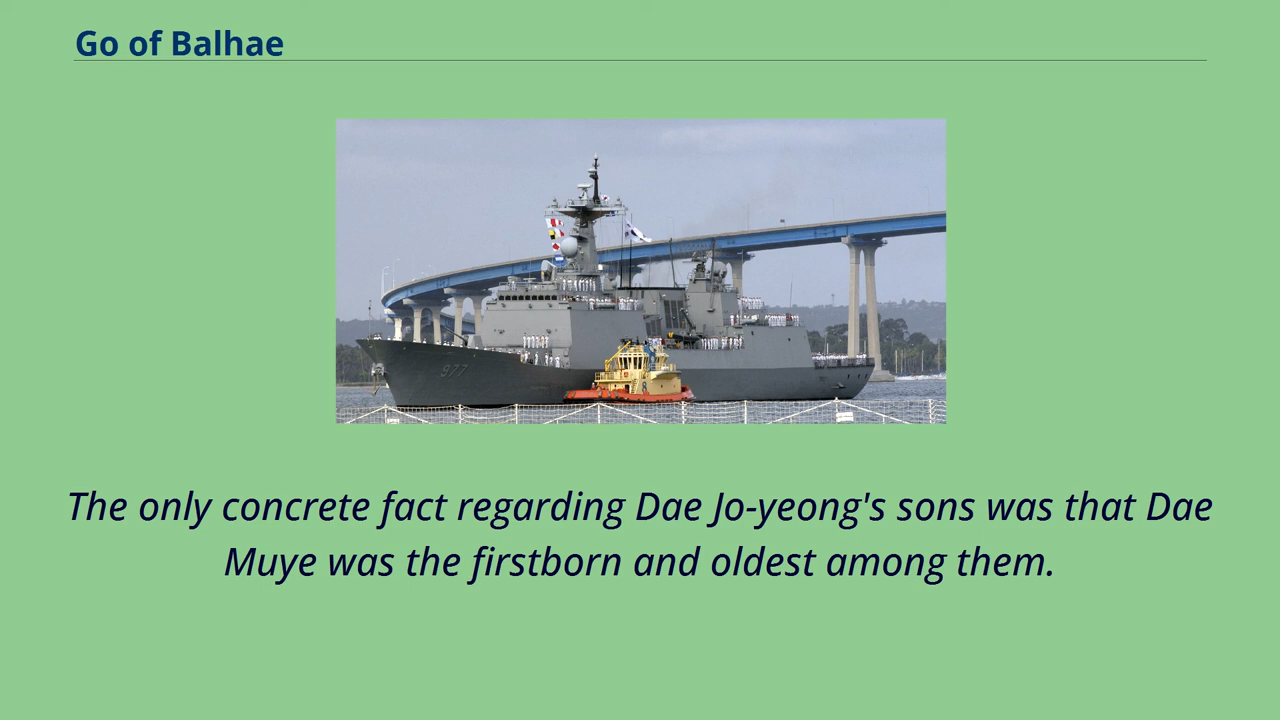 Go of Balhae
977
The only concrete fact regarding Dae Jo-yeong's sons was that Dae
Muye was the firstborn and oldest among them.